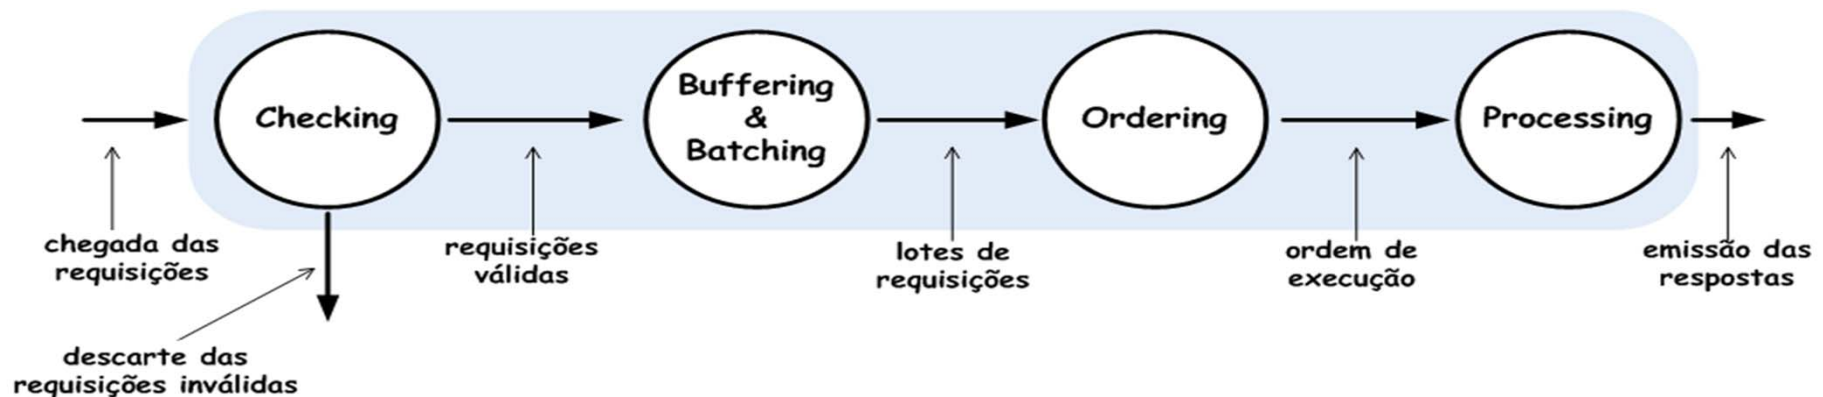 Checking
Buffering
&
Batching
Ordering
Processing
chegada das
requisições
requisições
válidas
lotes de
requisições
ordem de
execução
emissão das
respostas
descarte das
requisições inválidas